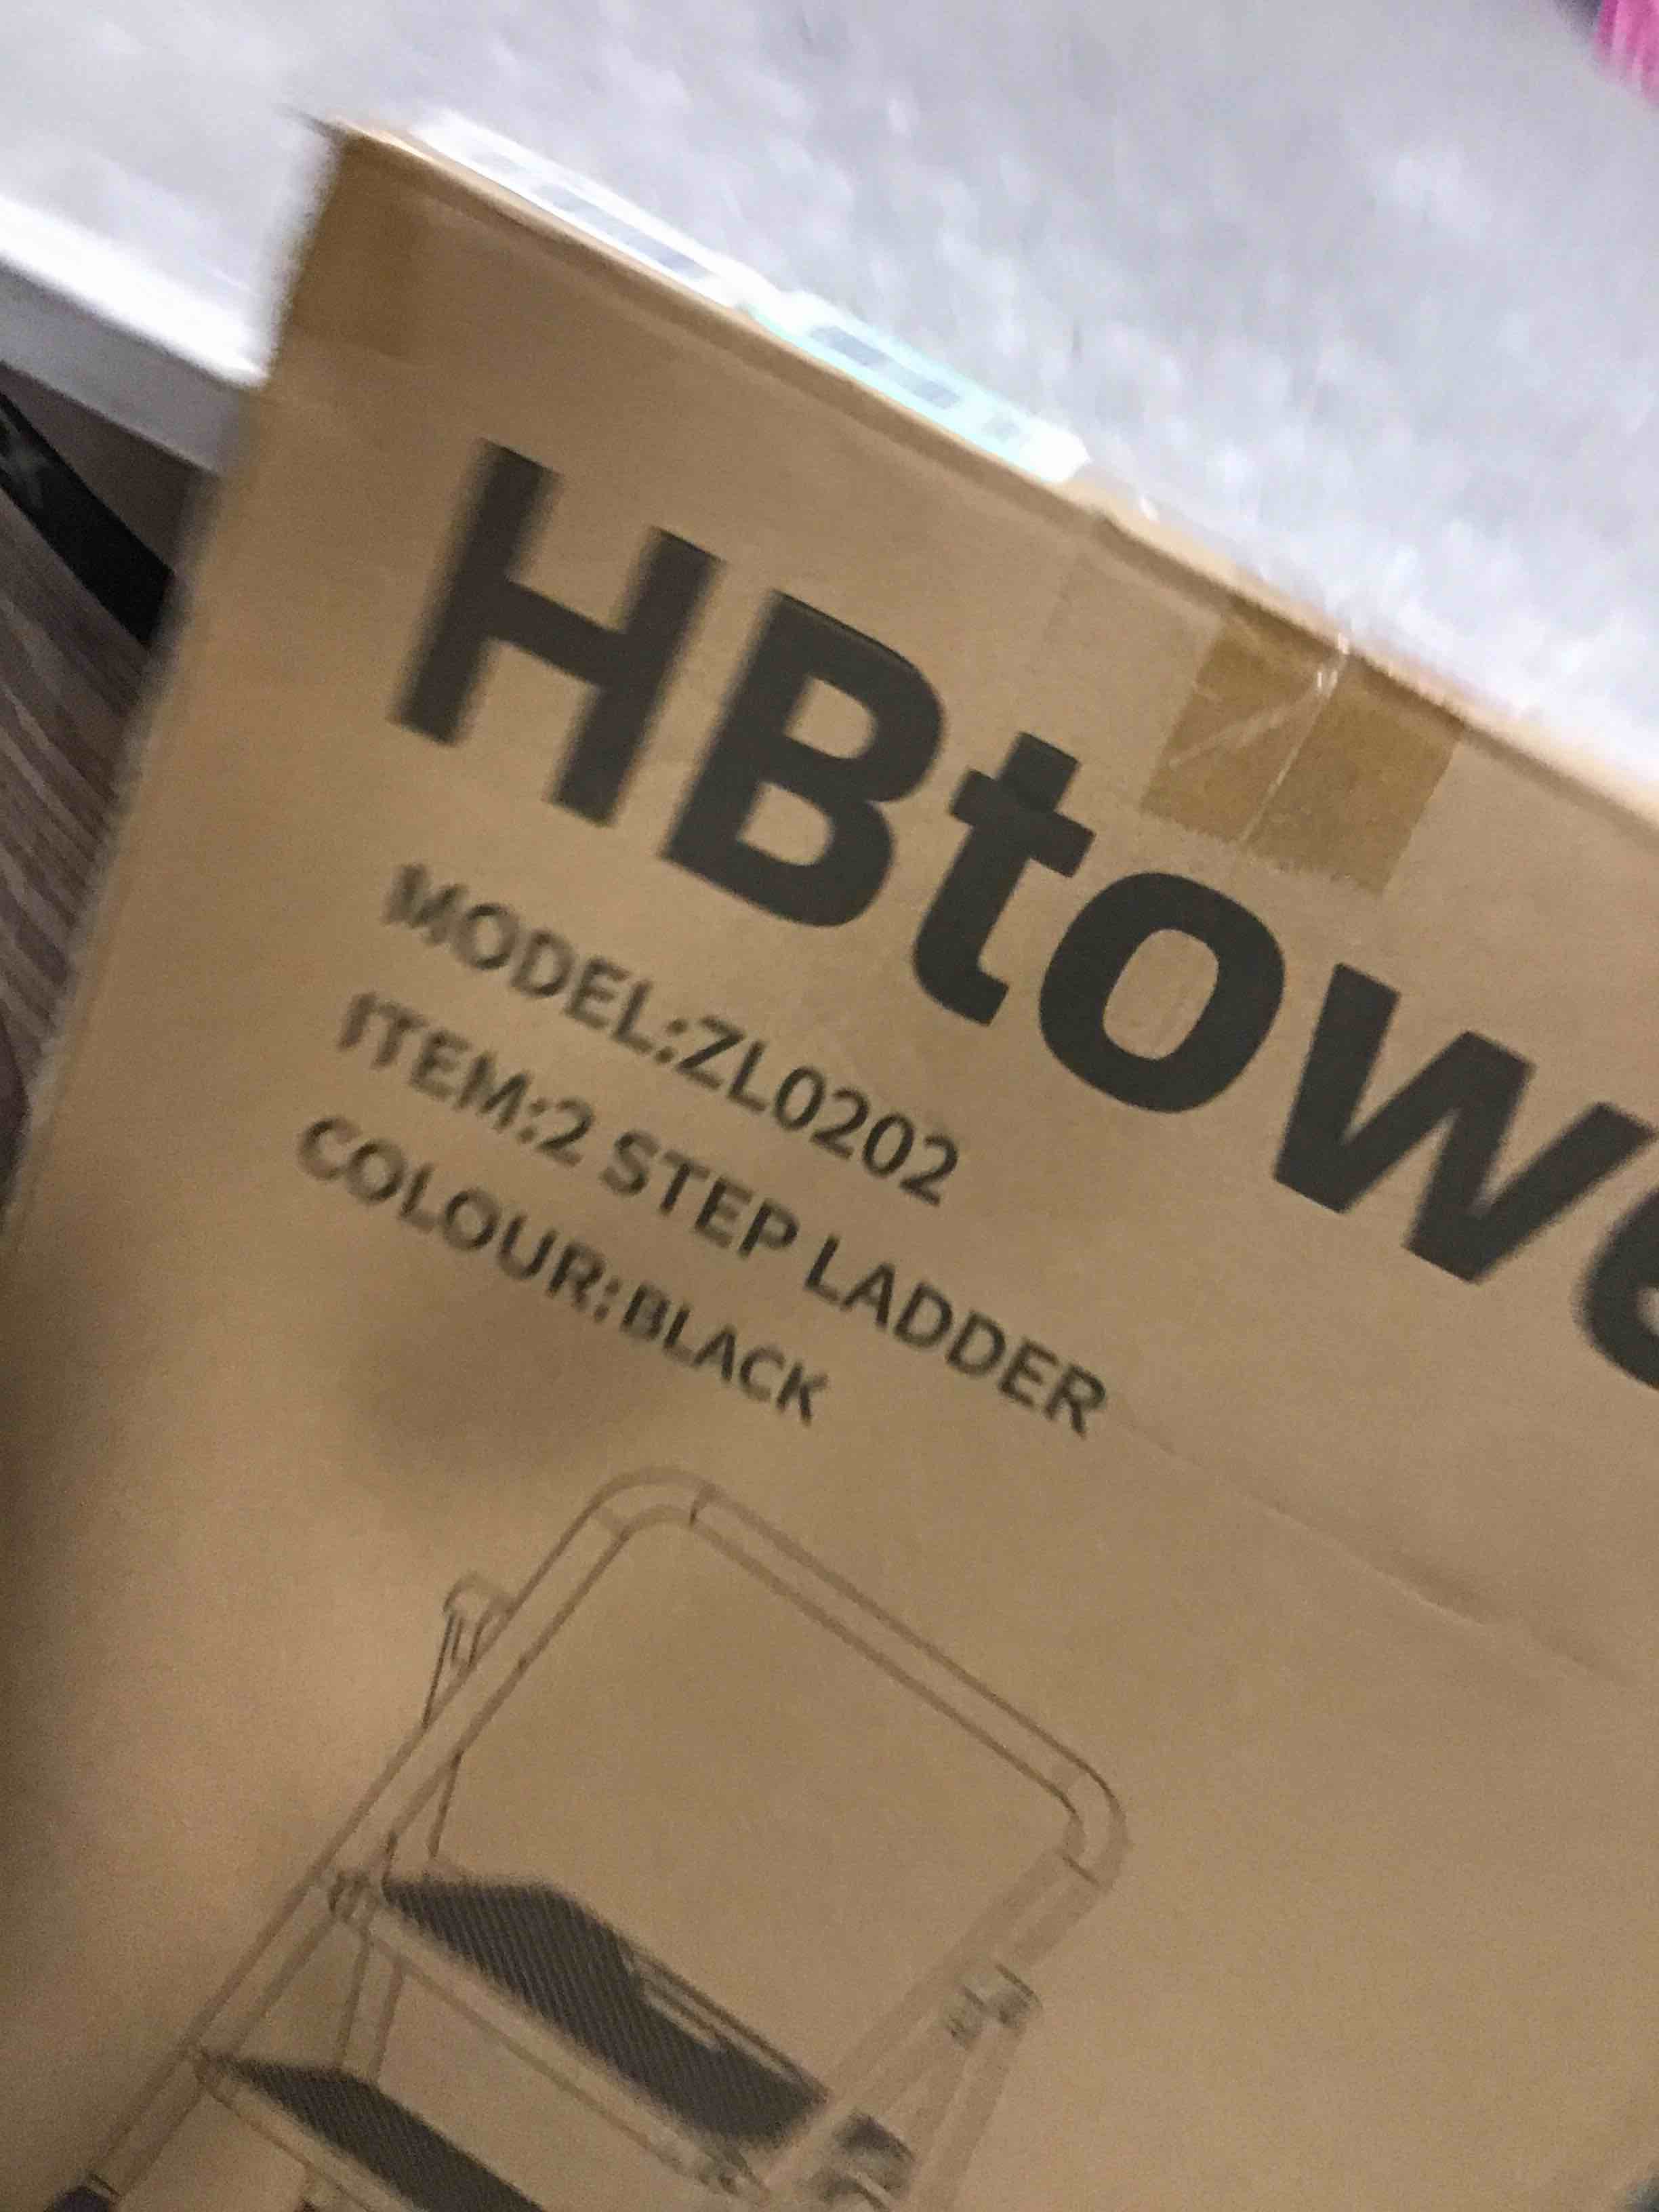 HBtowe
MODEL:ZL0202
ITEM:2 STEP LADDER
COLOUR:BLACK